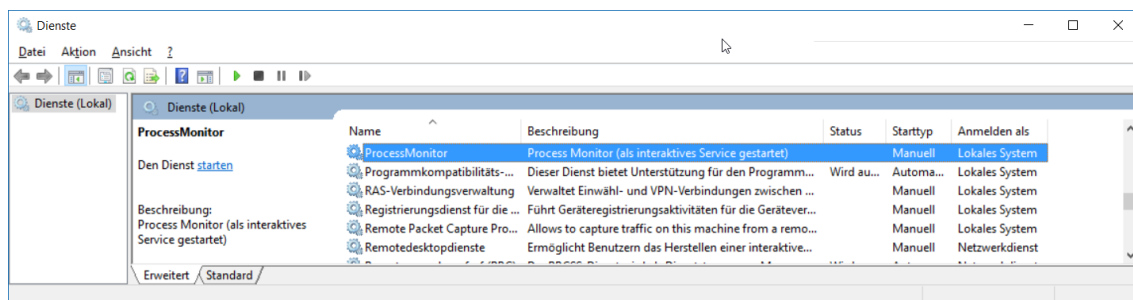 Dienste
Datei Aktion Ansicht ?
Dienste (Lokal)
Dienste (Lokal)
ProcessMonitor
Den Dienst starten
Beschreibung:
Process Monitor (als interaktives
Service gestartet)
Name Beschreibung Status Starttyp Anmelden als
ProcessMonitor Process Monitor (als interaktives Service gestartet) Manuell Lokales System
Programmkompatibilitäts-... Dieser Dienst bietet Unterstützung für den Programm... Wird au... Automa... Lokales System
RAS-Verbindungsverwaltung Verwaltet Einwähl- und VPN-Verbindungen zwischen ... Manuell Lokales System
Registrierungsdienst für die ... Führt Geräteregistrierungsaktivitäten für die Gerätever... Manuell Lokales System
Remote Packet Capture Pro... Allows to capture traffic on this machine from a remo... Manuell Lokales System
Remotedesktopdienste Ermöglicht Benutzern das Herstellen einer interaktive... Manuell Netzwerkdienst
Erweitert Standard